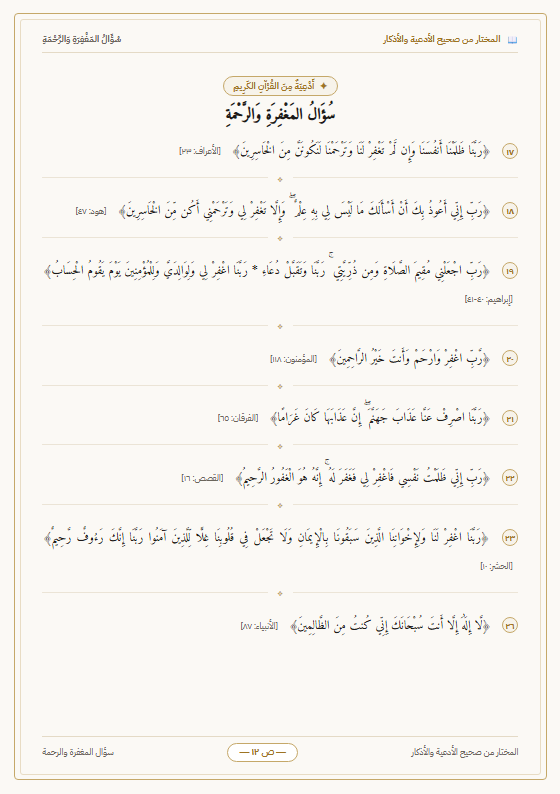 المختار من صحيح الأدعية والأذكار
سُؤَالُ المَغْفِرَةِ وَالرَّحْمَةِ
✦ أَدْعِيَةٌ مِنَ القُرْآنِ الكَرِيمِ
سُؤَالُ المَغْفِرَةِ وَالرَّحْمَةِ
١٧ ﴿رَبَّنَا ظَلَمْنَا أَنفُسَنَا وَإِن لَّمْ تَغْفِرْ لَنَا وَتَرْحَمْنَا لَنَكُونَنَّ مِنَ الْخَاسِرِينَ﴾ [الأعراف: ٢٣]
١٨ ﴿رَبِّ إِنِّي أَعُوذُ بِكَ أَنْ أَسْأَلَكَ مَا لَيْسَ لِي بِهِ عِلْمٌ ۖ وَإِلَّا تَغْفِرْ لِي وَتَرْحَمْنِي أَكُن مِّنَ الْخَاسِرِينَ﴾ [هود: ٤٧]
١٩ ﴿رَبِّ اجْعَلْنِي مُقِيمَ الصَّلَاةِ وَمِن ذُرِّيَّتِي ۚ رَبَّنَا وَتَقَبَّلْ دُعَاءِ * رَبَّنَا اغْفِرْ لِي وَلِوَالِدَيَّ وَلِلْمُؤْمِنِينَ يَوْمَ يَقُومُ الْحِسَابُ﴾
[إبراهيم: ٤٠-٤١]
٢٠ ﴿رَّبِّ اغْفِرْ وَارْحَمْ وَأَنتَ خَيْرُ الرَّاحِمِينَ﴾ [المؤمنون: ١١٨]
٢١ ﴿رَبَّنَا اصْرِفْ عَنَّا عَذَابَ جَهَنَّمَ ۖ إِنَّ عَذَابَهَا كَانَ غَرَامًا﴾ [الفرقان: ٦٥]
٢٢ ﴿رَبِّ إِنِّي ظَلَمْتُ نَفْسِي فَاغْفِرْ لِي فَغَفَرَ لَهُ ۚ إِنَّهُ هُوَ الْغَفُورُ الرَّحِيمُ﴾ [القصص: ١٦]
٢٣ ﴿رَبَّنَا اغْفِرْ لَنَا وَلِإِخْوَانِنَا الَّذِينَ سَبَقُونَا بِالْإِيمَانِ وَلَا تَجْعَلْ فِي قُلُوبِنَا غِلًّا لِّلَّذِينَ آمَنُوا رَبَّنَا إِنَّكَ رَءُوفٌ رَّحِيمٌ﴾
[الحشر: ١٠]
٢٦ ﴿لَّا إِلَٰهَ إِلَّا أَنتَ سُبْحَانَكَ إِنِّي كُنتُ مِنَ الظَّالِمِينَ﴾ [الأنبياء: ٨٧]
المختار من صحيح الأدعية والأذكار
— ص ١٢ —
سؤال المغفرة والرحمة